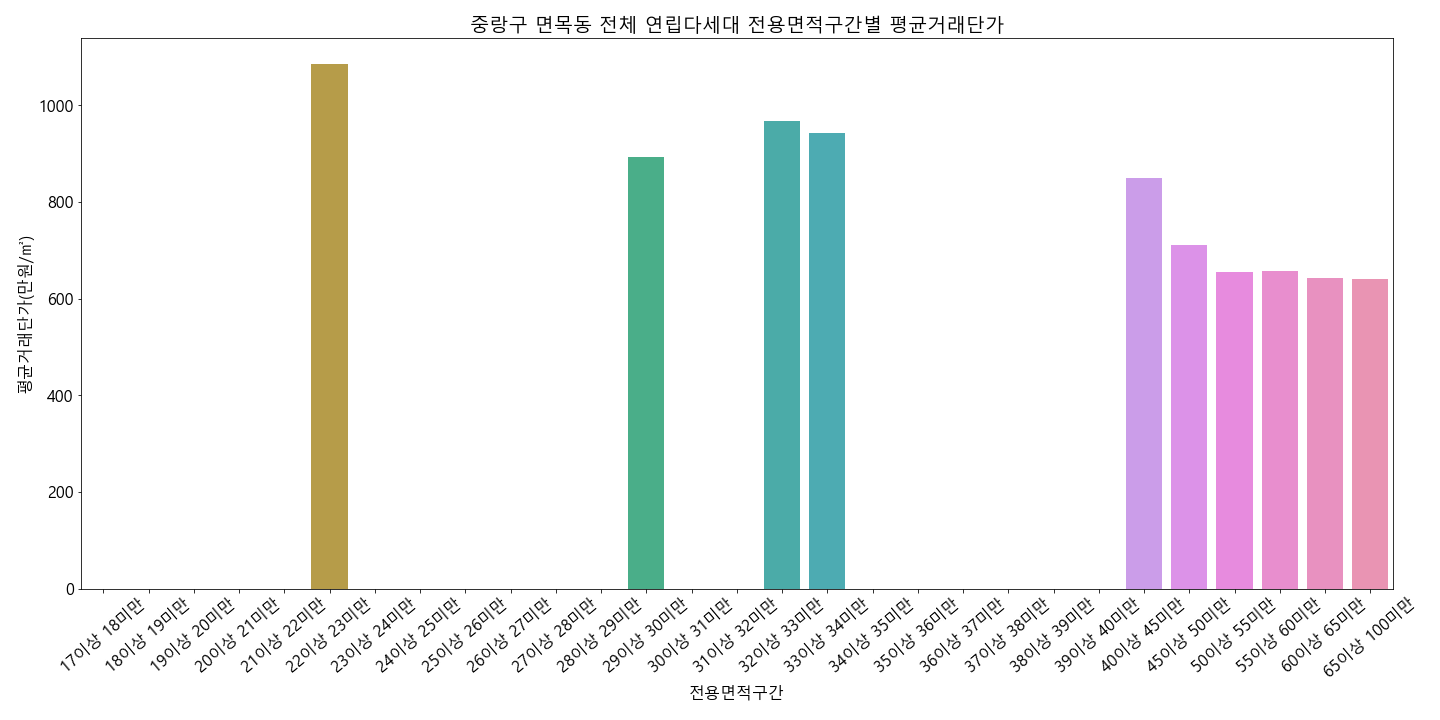 중랑구 면목동 전체 연립다세대 전용면적구간별 평균거래단가
평균거래단가(만원/㎡)
1000
800
600
400
200
0
17이상 18미만
18이상 19미만
19이상 20미만
20이상 21미만
21이상 22미만
22이상 23미만
23이상 24미만
24이상 25미만
25이상 26미만
26이상 27미만
27이상 28미만
28이상 29미만
29이상 30미만
30이상 31미만
31이상 32미만
32이상 33미만
33이상 34미만
34이상 35미만
35이상 36미만
36이상 37미만
37이상 38미만
38이상 39미만
39이상 40미만
40이상 45미만
45이상 50미만
50이상 55미만
55이상 60미만
60이상 65미만
65이상 100미만
전용면적구간